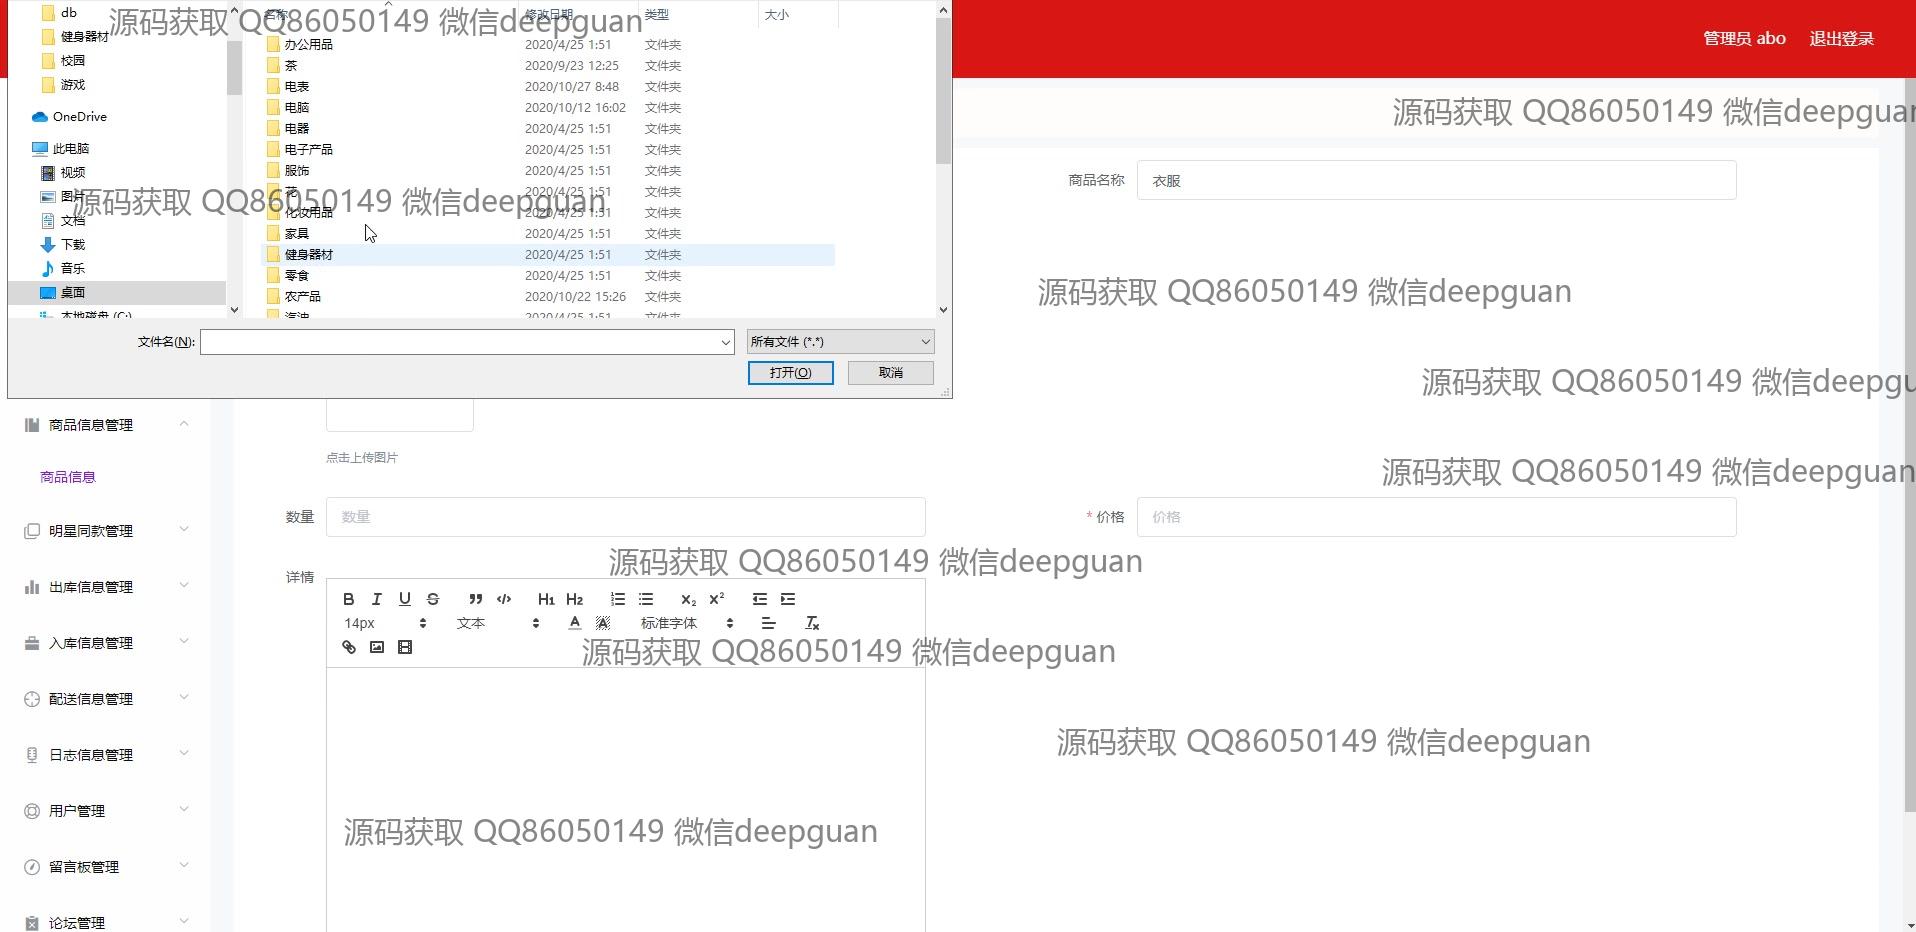 db
健身器材
校园
游戏
OneDrive
此电脑
视频
图片
文档
下载
音乐
桌面
本地磁盘 (C:)
名称 修改日期 类型 大小
办公用品 2020/4/25 1:51 文件夹
茶 2020/9/23 12:25 文件夹
电表 2020/10/27 8:48 文件夹
电脑 2020/10/12 16:02 文件夹
电器 2020/4/25 1:51 文件夹
电子产品 2020/4/25 1:51 文件夹
服饰 2020/4/25 1:51 文件夹
花 2020/4/25 1:51 文件夹
化妆用品 2020/4/25 1:51 文件夹
家具 2020/4/25 1:51 文件夹
健身器材 2020/4/25 1:51 文件夹
零食 2020/4/25 1:51 文件夹
农产品 2020/10/22 15:26 文件夹
汽油 2020/4/25 1:51 文件夹
文件名(N): 所有文件 (*.*)
打开(O) 取消
管理员 abo 退出登录
源码获取 QQ86050149 微信deepguan
源码获取 QQ86050149 微信deepguan
源码获取 QQ86050149 微信deepguan
商品名称 衣服
源码获取 QQ86050149 微信deepguan
源码获取 QQ86050149 微信deepgu
源码获取 QQ86050149 微信deepguan
商品信息管理
商品信息
明星同款管理
出库信息管理
入库信息管理
配送信息管理
日志信息管理
用户管理
留言板管理
论坛管理
点击上传图片
数量 数量
* 价格 价格
源码获取 QQ86050149 微信deepguan
详情
B I U S ” </> H1 H2 X2 X2
14px 文本 A A 标准字体 Tx
源码获取 QQ86050149 微信deepguan
源码获取 QQ86050149 微信deepguan
源码获取 QQ86050149 微信deepguan